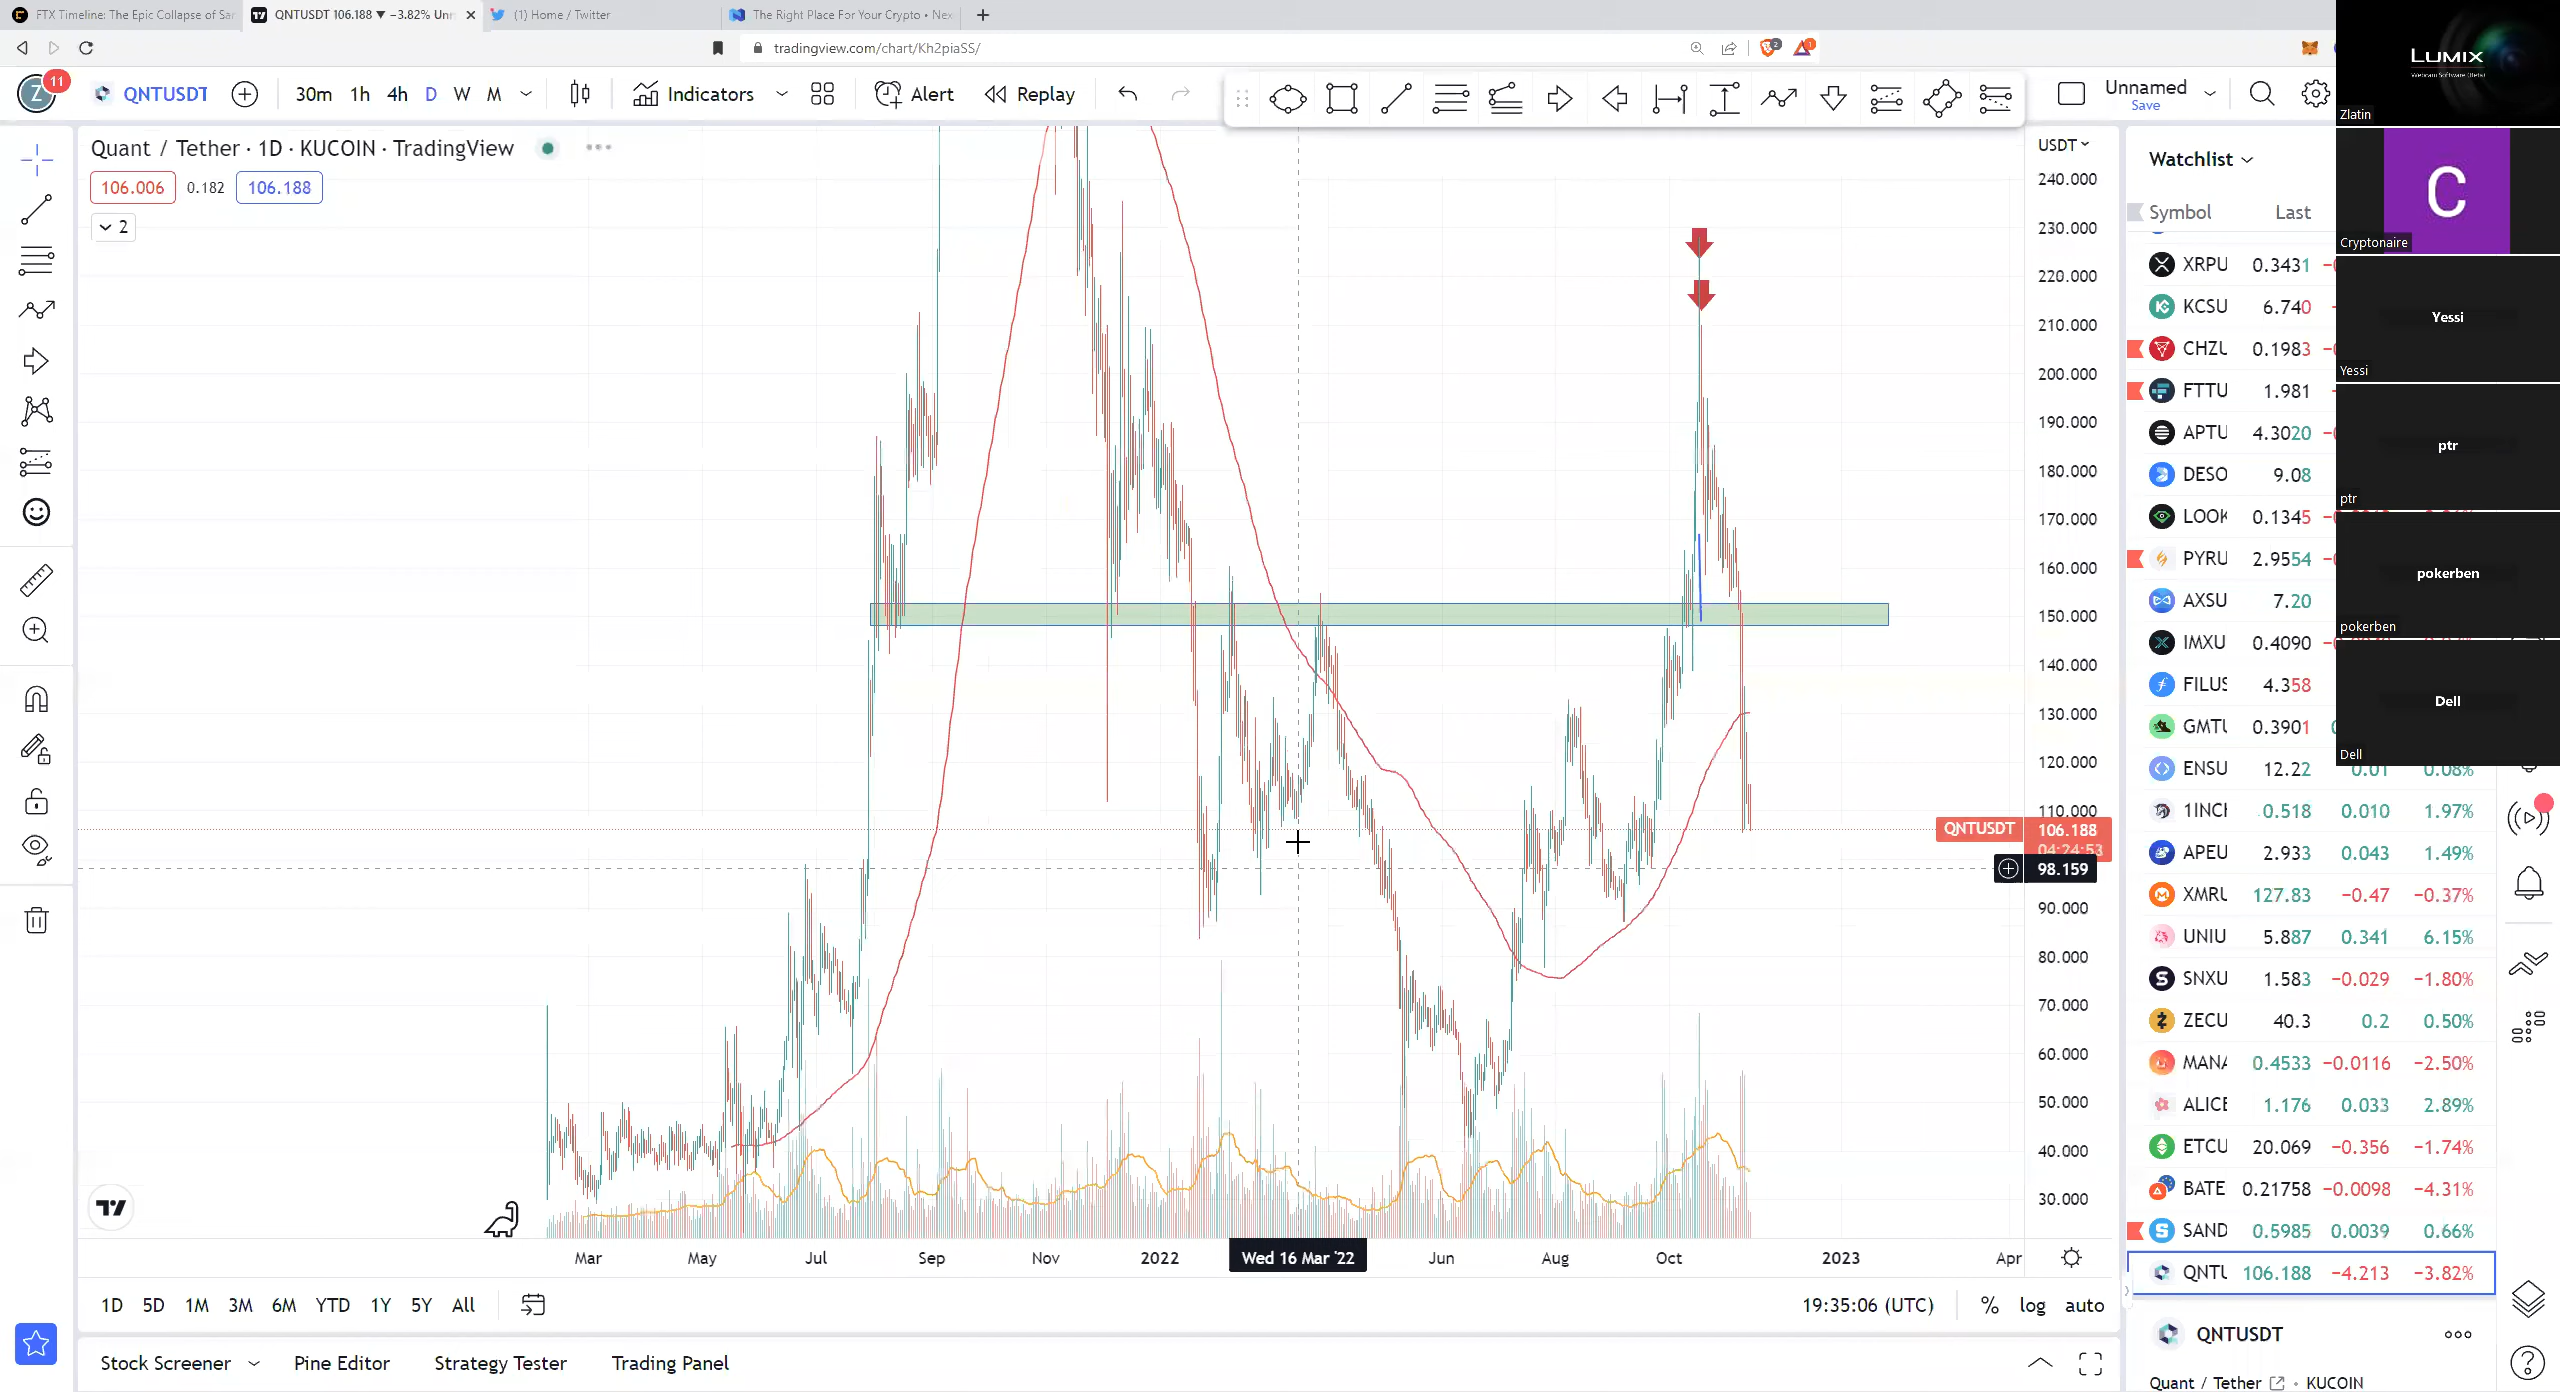 FTX Timeline: The Epic Collapse of Sar
QNTUSDT 106.188 ▼ −3.82% Unn
(1) Home / Twitter
The Right Place For Your Crypto • Nex
tradingview.com/chart/Kh2piaSS/
11
Z
QNTUSDT
30m 1h 4h D W M
Indicators
Alert
Replay
Unnamed
Save
LUMIX
Webcam Software (Beta)
Zlatin
Quant / Tether · 1D · KUCOIN · TradingView
106.006 0.182 106.188
2
USDT
240.000
230.000
220.000
210.000
200.000
190.000
180.000
170.000
160.000
150.000
140.000
130.000
120.000
110.000
QNTUSDT 106.188
04:24:53
98.159
90.000
80.000
70.000
60.000
50.000
40.000
30.000
Mar May Jul Sep Nov 2022 Wed 16 Mar '22 Jun Aug Oct 2023 Apr
1D 5D 1M 3M 6M YTD 1Y 5Y All
19:35:06 (UTC) % log auto
Stock Screener Pine Editor Strategy Tester Trading Panel
Watchlist
Symbol Last
XRPU 0.3431
KCSU 6.740
CHZU 0.1983
FTTU 1.981
APTU 4.3020
DESO 9.08
LOOK 0.1345
PYRU 2.9554
AXSU 7.20
IMXU 0.4090
FILUS 4.358
GMTU 0.3901
ENSU 12.22 0.01 0.08%
1INCH 0.518 0.010 1.97%
APEU 2.933 0.043 1.49%
XMRU 127.83 −0.47 −0.37%
UNIU 5.887 0.341 6.15%
SNXU 1.583 −0.029 −1.80%
ZECU 40.3 0.2 0.50%
MANA 0.4533 −0.0116 −2.50%
ALICE 1.176 0.033 2.89%
ETCU 20.069 −0.356 −1.74%
BATE 0.21758 −0.0098 −4.31%
SAND 0.5985 0.0039 0.66%
QNTU 106.188 −4.213 −3.82%
QNTUSDT
Quant / Tether • KUCOIN
C
Cryptonaire
Yessi
Yessi
ptr
ptr
pokerben
pokerben
Dell
Dell